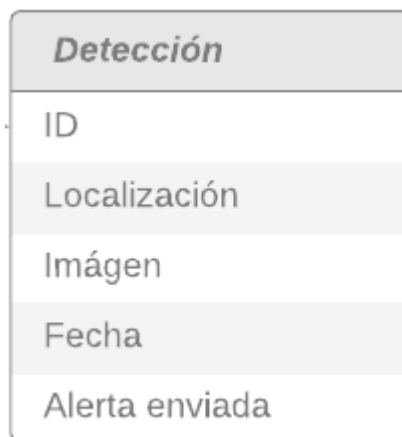 Detección
ID
Localización
Imágen
Fecha
Alerta enviada